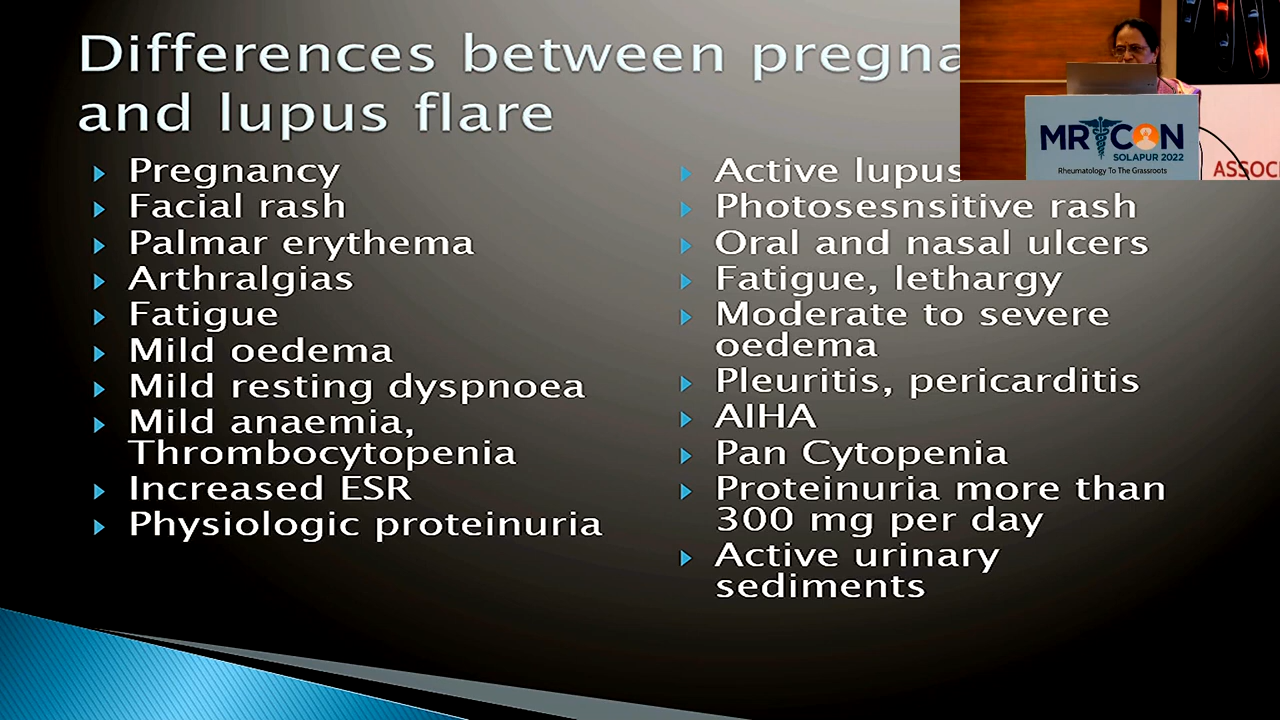 Differences between pregna
and lupus flare
Pregnancy
Facial rash
Palmar erythema
Arthralgias
Fatigue
Mild oedema
Mild resting dyspnoea
Mild anaemia,
Thrombocytopenia
Increased ESR
Physiologic proteinuria
Active lupus
Photosesnsitive rash
Oral and nasal ulcers
Fatigue, lethargy
Moderate to severe
oedema
Pleuritis, pericarditis
AIHA
Pan Cytopenia
Proteinuria more than
300 mg per day
Active urinary
sediments
MR CON
SOLAPUR 2022
Rheumatology To The Grassroots
ASSOC